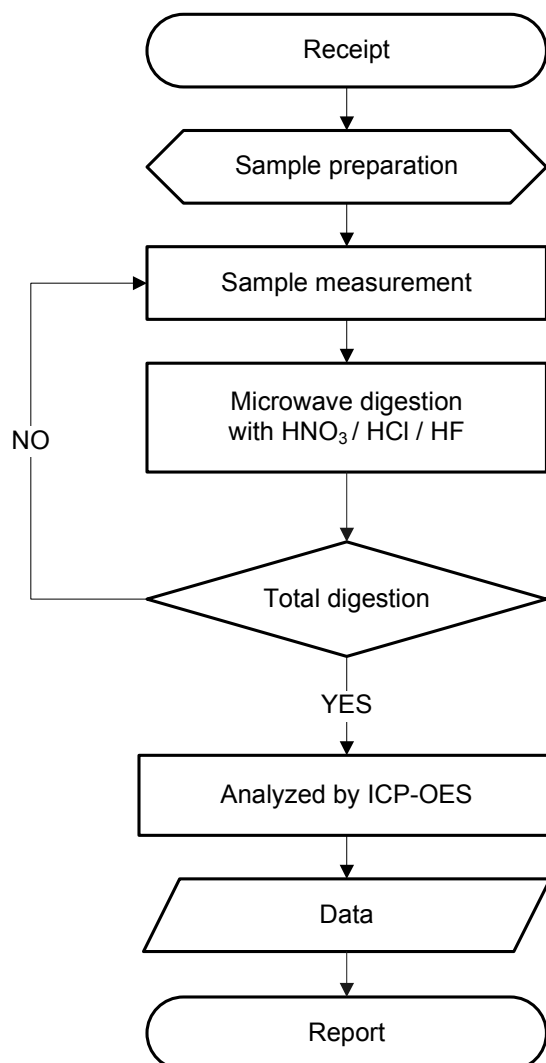 Receipt
Sample preparation
Sample measurement
Microwave digestion
with HNO₃ / HCl / HF
NO
Total digestion
YES
Analyzed by ICP-OES
Data
Report